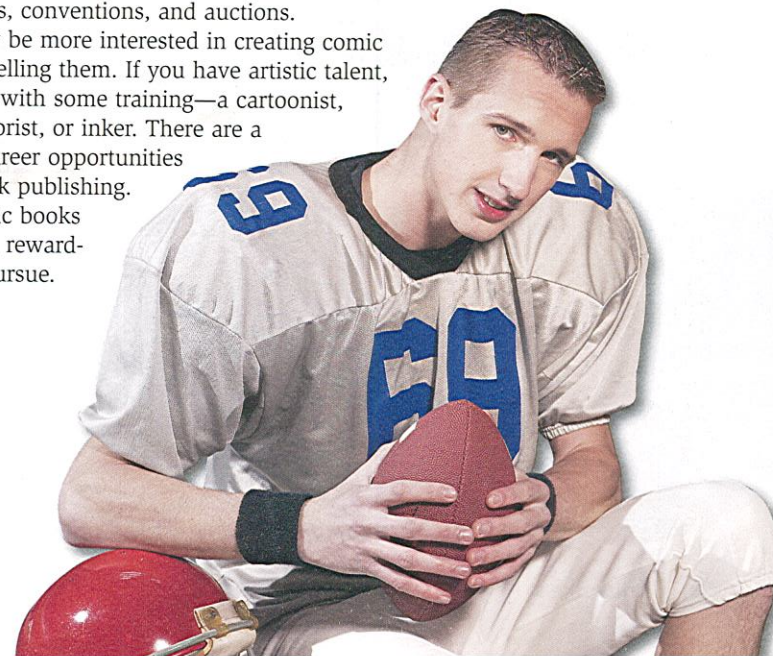 s, conventions, and auctions.
be more interested in creating comic
elling them. If you have artistic talent,
with some training—a cartoonist,
orist, or inker. There are a
reer opportunities
k publishing.
ic books
reward-
ursue.
69
6
69